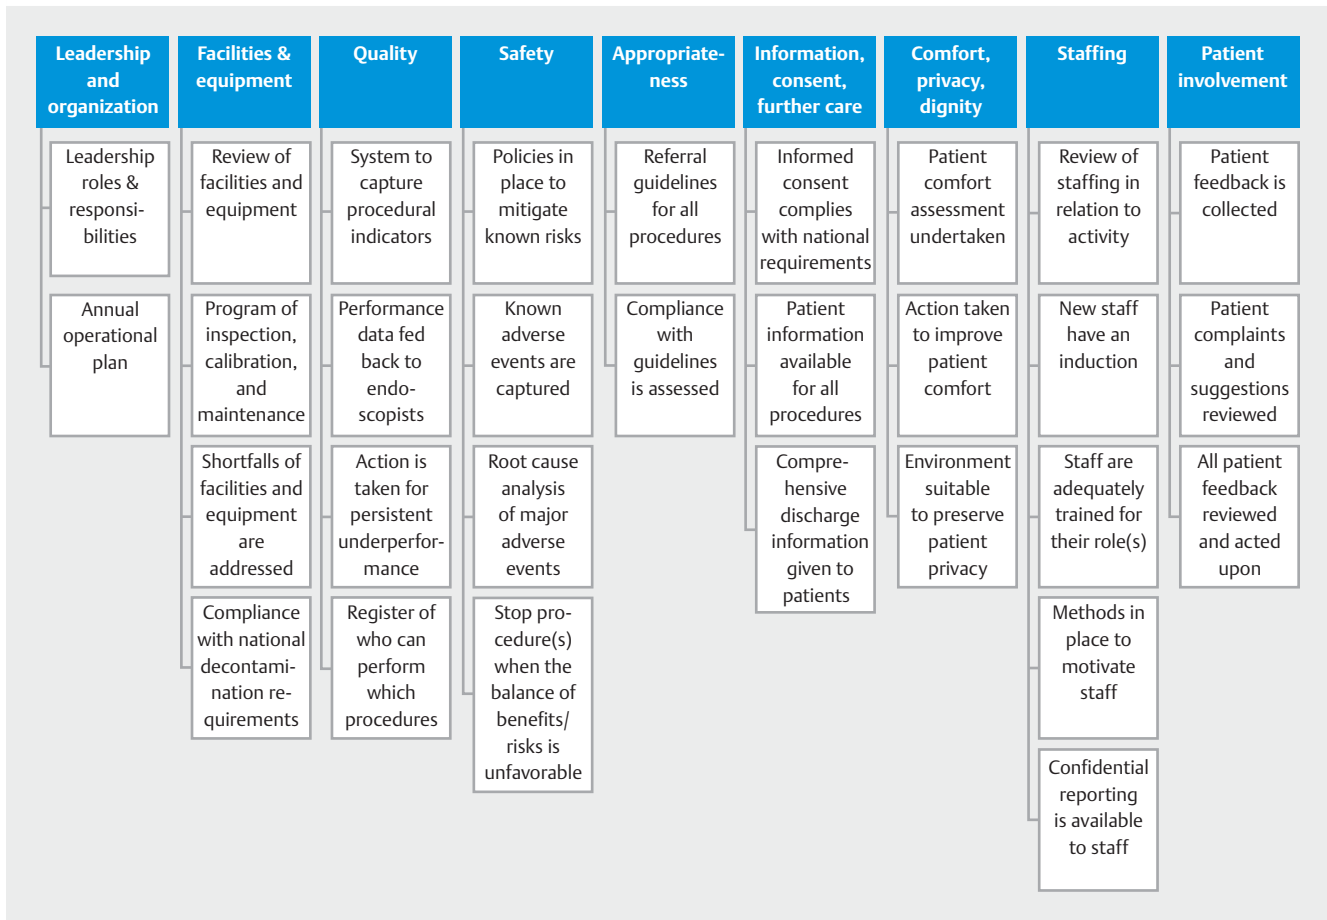 Leadership
and
organization
Leadership
roles &
responsi-
bilities
Annual
operational
plan
Facilities &
equipment
Review of
facilities and
equipment
Program of
inspection,
calibration,
and
maintenance
Shortfalls of
facilities and
equipment
are
addressed
Compliance
with national
decontami-
nation re-
quirements
Quality
System to
capture
procedural
indicators
Performance
data fed
back to
endo-
scopists
Action is
taken for
persistent
underperfor-
mance
Register of
who can
perform
which
procedures
Safety
Policies in
place to
mitigate
known risks
Known
adverse
events are
captured
Root cause
analysis
of major
adverse
events
Stop pro-
cedure(s)
when the
balance of
benefits/
risks is
unfavorable
Appropriate-
ness
Referral
guidelines
for all
procedures
Compliance
with
guidelines
is assessed
Information,
consent,
further care
Informed
consent
complies
with national
requirements
Patient
information
available
for all
procedures
Compre-
hensive
discharge
information
given to
patients
Comfort,
privacy,
dignity
Patient
comfort
assessment
undertaken
Action taken
to improve
patient
comfort
Environment
suitable
to preserve
patient
privacy
Staffing
Review of
staffing in
relation to
activity
New staff
have an
induction
Staff are
adequately
trained for
their role(s)
Methods in
place to
motivate
staff
Confidential
reporting
is available
to staff
Patient
involvement
Patient
feedback is
collected
Patient
complaints
and
suggestions
reviewed
All patient
feedback
reviewed
and acted
upon